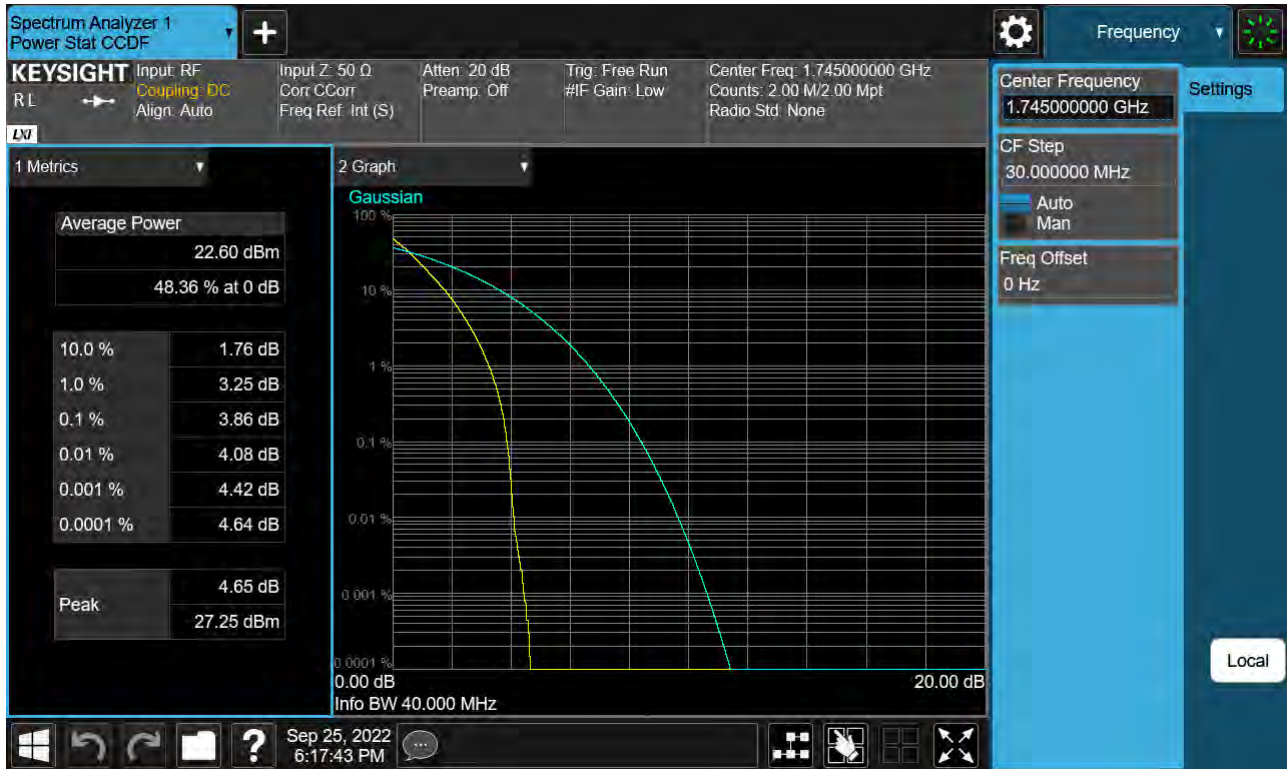 Spectrum Analyzer 1
Power Stat CCDF
Frequency
KEYSIGHT
RL
LXI
Input: RF
Coupling: DC
Align: Auto
Input Z: 50 Ω
Corr CCorr
Freq Ref: Int (S)
Atten: 20 dB
Preamp: Off
Trig: Free Run
#IF Gain: Low
Center Freq: 1.745000000 GHz
Counts: 2.00 M/2.00 Mpt
Radio Std: None
Center Frequency
1.745000000 GHz
Settings
CF Step
30.000000 MHz
Auto
Man
Freq Offset
0 Hz
1 Metrics
Average Power
22.60 dBm
48.36 % at 0 dB
10.0 % 1.76 dB
1.0 % 3.25 dB
0.1 % 3.86 dB
0.01 % 4.08 dB
0.001 % 4.42 dB
0.0001 % 4.64 dB
Peak
4.65 dB
27.25 dBm
2 Graph
Gaussian
100 %
10 %
1 %
0.1 %
0.01 %
0.001 %
0.0001 %
0.00 dB
20.00 dB
Info BW 40.000 MHz
Local
?
Sep 25, 2022
6:17:43 PM